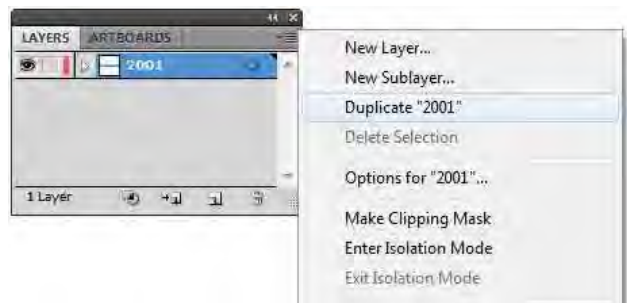 LAYERS ARTBOARDS
2001
1 Layer
New Layer...
New Sublayer...
Duplicate "2001"
Delete Selection
Options for "2001"...
Make Clipping Mask
Enter Isolation Mode
Exit Isolation Mode